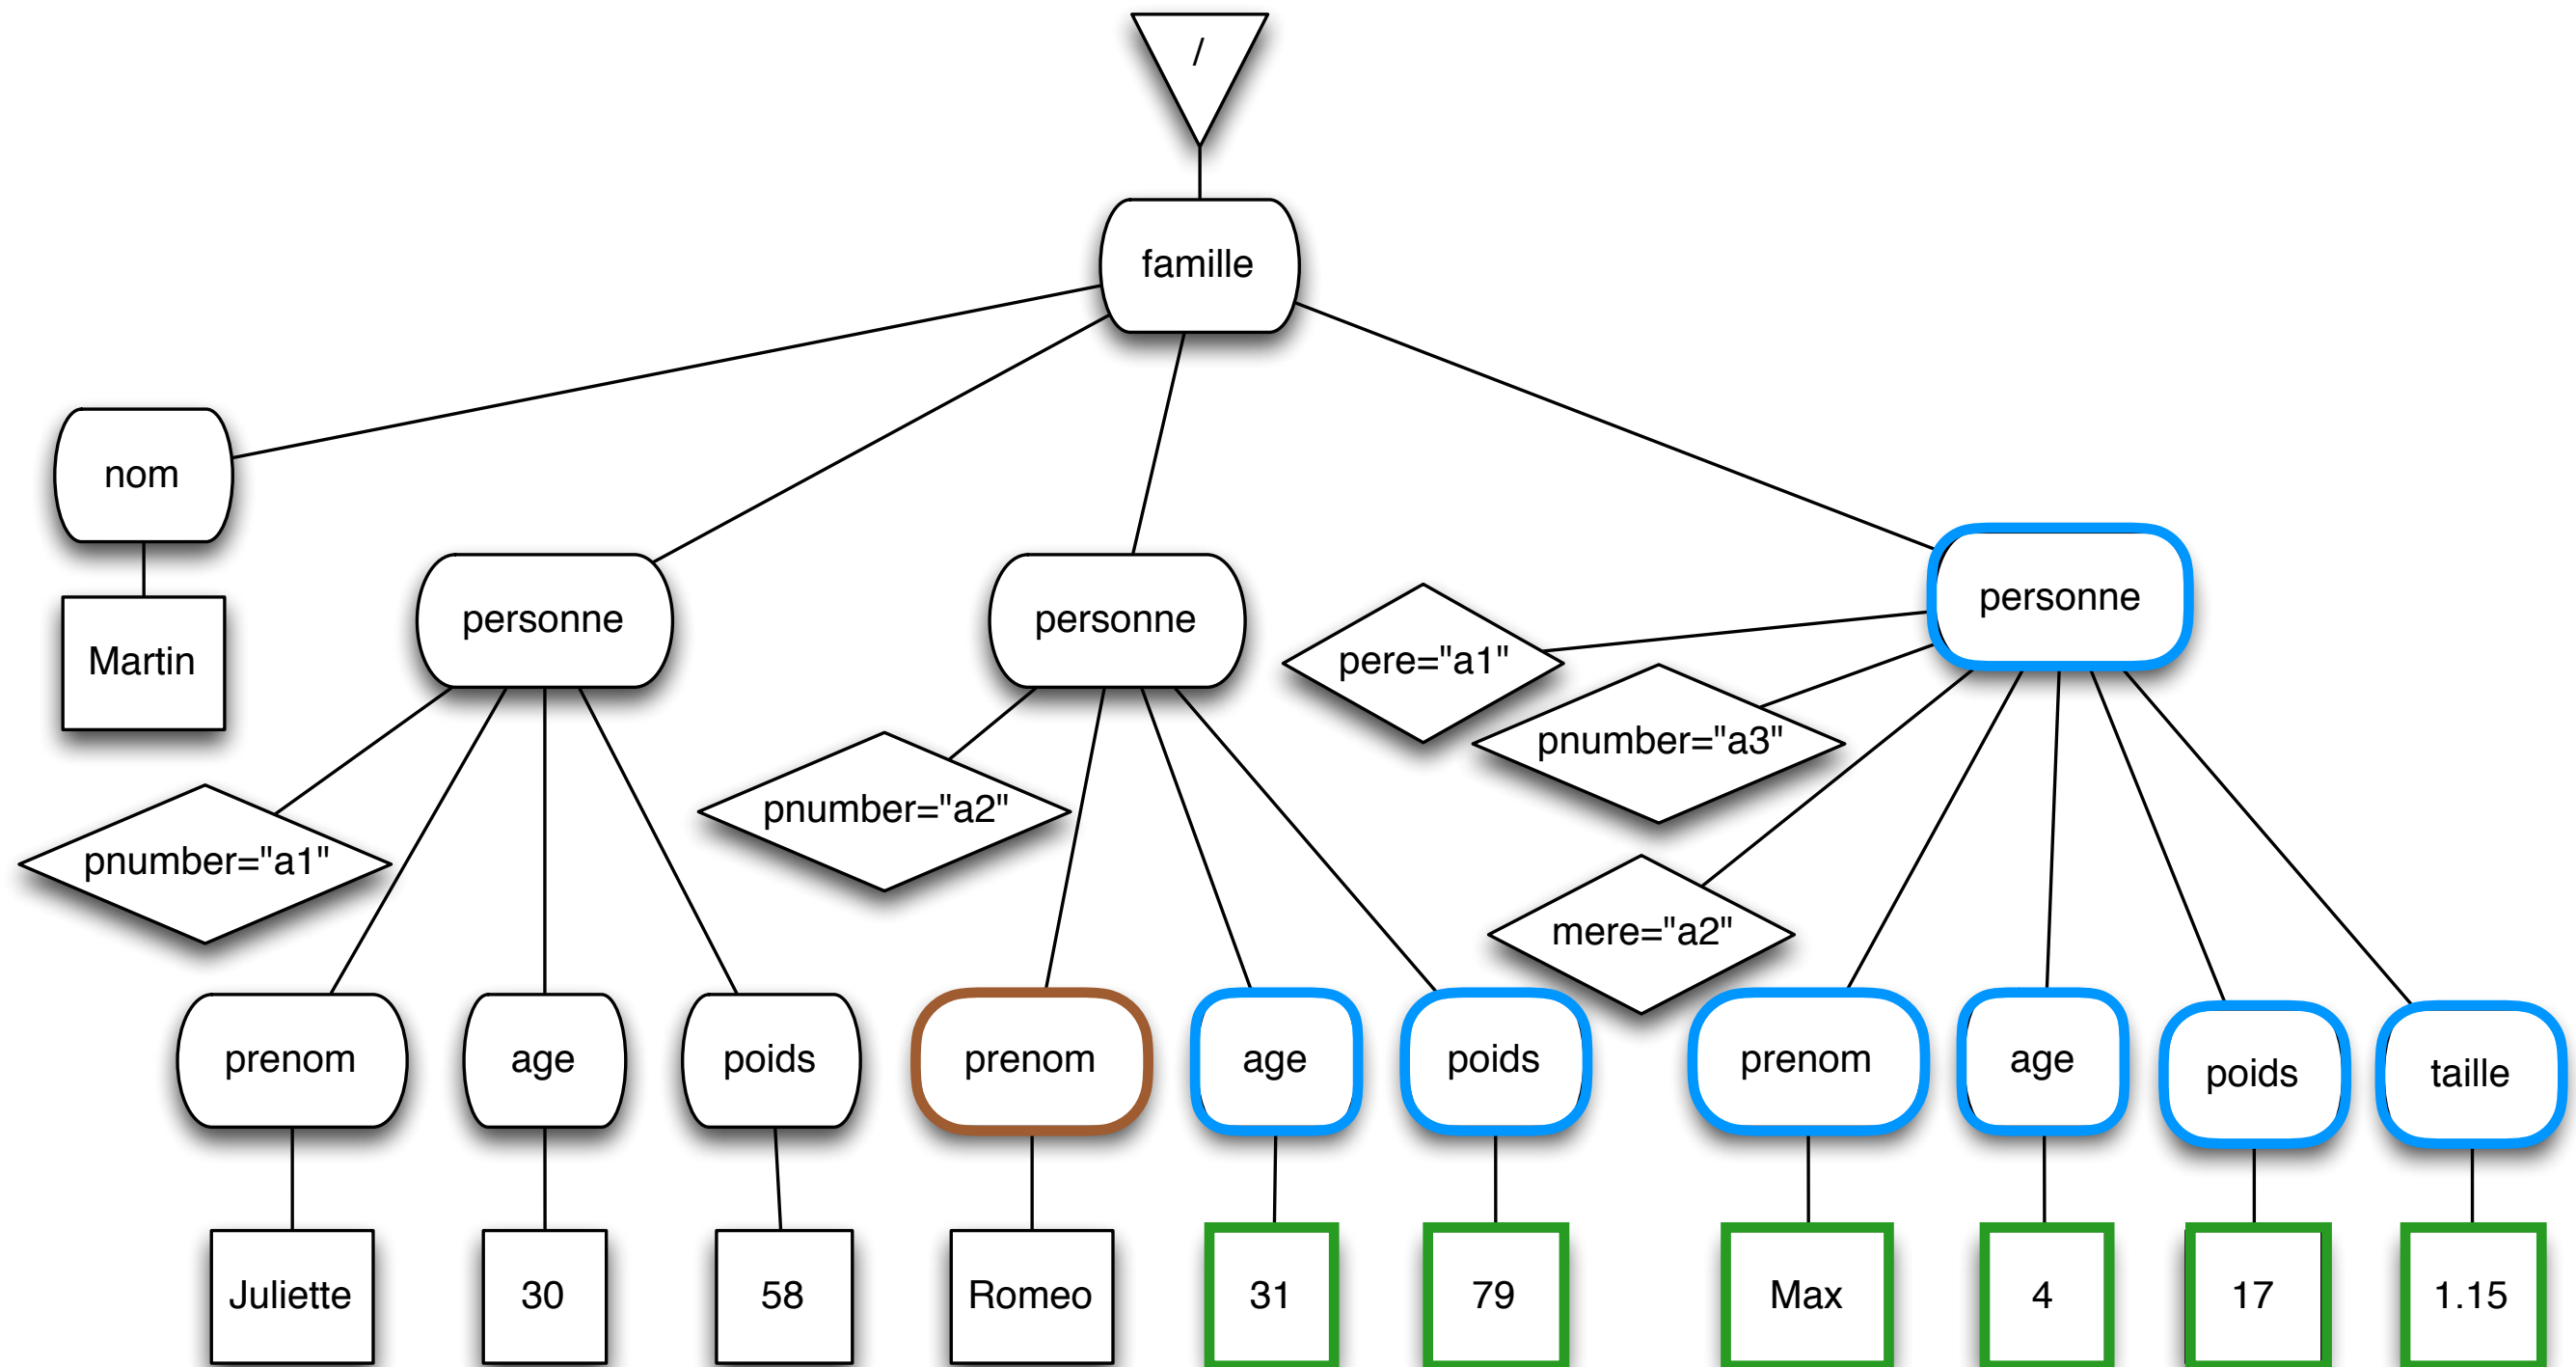 /
famille
nom
Martin
personne
personne
personne
pere="a1"
pnumber="a3"
pnumber="a2"
pnumber="a1"
mere="a2"
prenom
age
poids
prenom
age
poids
prenom
age
poids
taille
Juliette
30
58
Romeo
31
79
Max
4
17
1.15